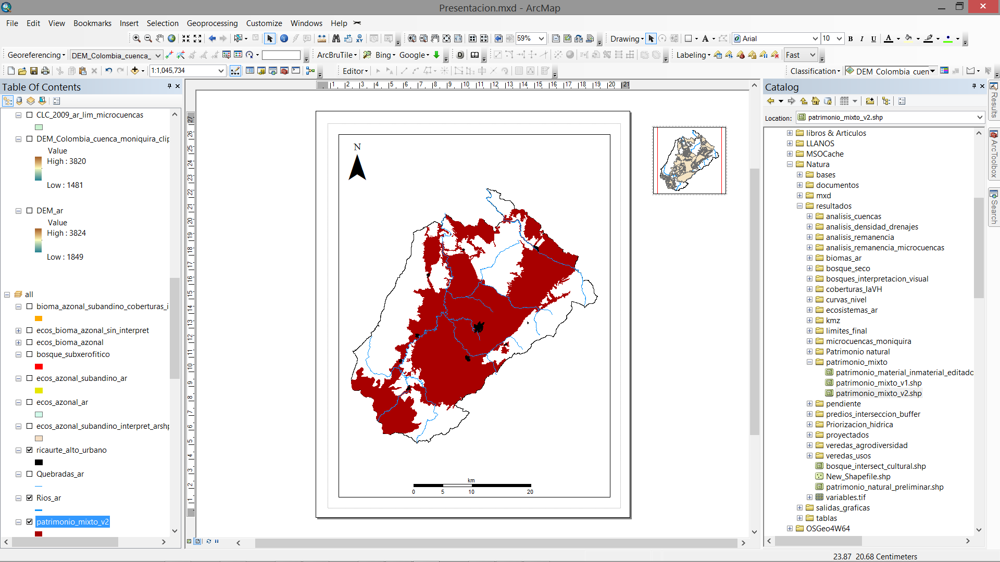 Presentacion.mxd - ArcMap
File Edit View Bookmarks Insert Selection Geoprocessing Customize Windows Help
59% Drawing Arial 10 B I U A
Georeferencing DEM_Colombia_cuenca_ ArcBruTile Bing Google Labeling Fast
1:1,045,734 Editor Classification DEM_Colombia_cuen
Table Of Contents
CLC_2009_ar_lim_microcuencas
DEM_Colombia_cuenca_moniquira_clip
Value
High : 3820
Low : 1481
DEM_ar
Value
High : 3824
Low : 1849
all
bioma_azonal_subandino_coberturas_i
ecos_bioma_azonal_sin_interpret
ecos_bioma_azonal
bosque_subxerofitico
ecos_azonal_subandino_ar
ecos_azonal_ar
ecos_azonal_subandino_interpret_arshp
ricaurte_alto_urbano
Quebradas_ar
Rios_ar
patrimonio_mixto_v2
1 2 3 4 5 6 7 8 9 10 11 12 13 14 15 16 17 18 19 20 21
27
26
25
24
23
22
21
20
19
18
17
16
15
14
13
12
11
10
9
8
7
6
5
4
3
2
1
N
km
0 5 10 20
Catalog
Location: patrimonio_mixto_v2.shp
libros & Articulos
LLANOS
MSOCache
Natura
bases
documentos
mxd
resultados
analisis_cuencas
analisis_densidad_drenajes
analisis_remanencia
analisis_remanencia_microcuencas
biomas_ar
bosque_seco
bosques_interpretacion_visual
coberturas_IaVH
curvas_nivel
ecosistemas_ar
kmz
limites_final
microcuencas_moniquira
Patrimonio natural
patrimonio_mixto
patrimonio_material_inmaterial_editado
patrimonio_mixto_v1.shp
patrimonio_mixto_v2.shp
pendiente
predios_interseccion_buffer
Priorizacion_hidrica
proyectados
veredas_agrodiversidad
veredas_usos
bosque_intersect_cultural.shp
New_Shapefile.shp
patrimonio_natural_preliminar.shp
variables.tif
salidas_graficas
tablas
OSGeo4W64
Results
ArcToolbox
Search
23.87 20.68 Centimeters